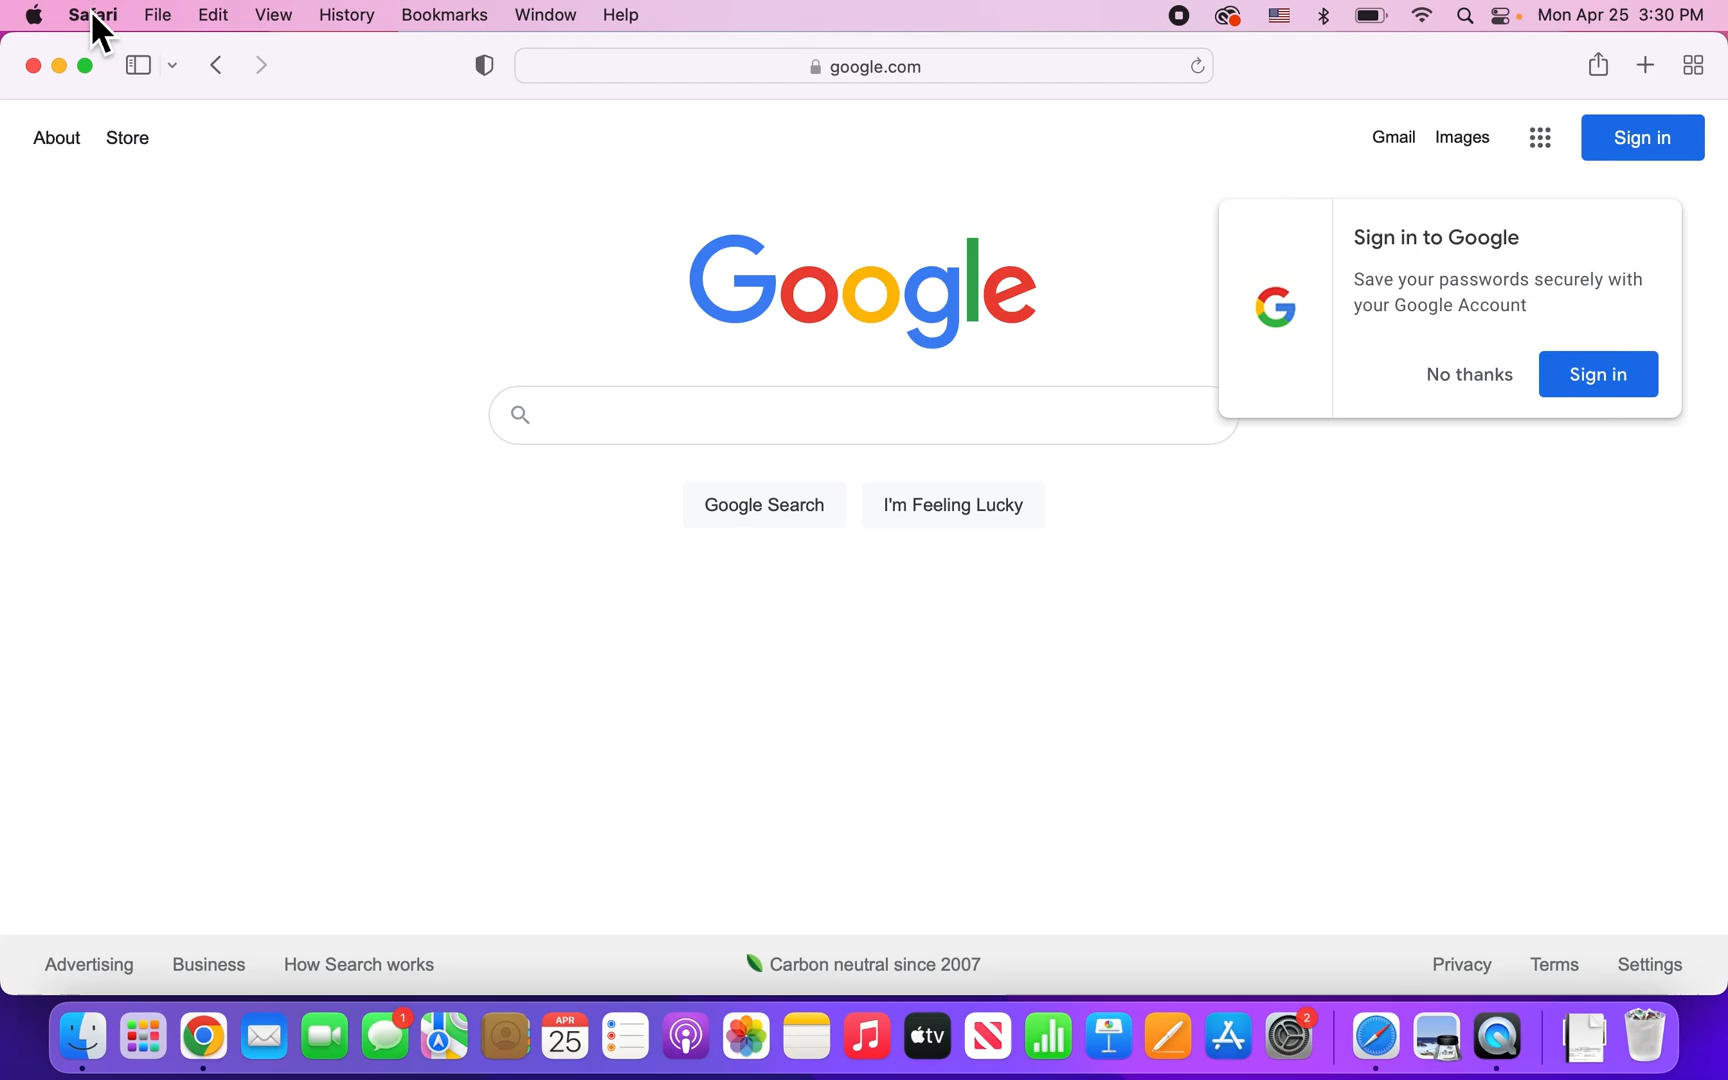 Safari File Edit View History Bookmarks Window Help Mon Apr 25 3:30 PM
google.com
About Store Gmail Images Sign in
Google
Sign in to Google
Save your passwords securely with
your Google Account
No thanks Sign in
Google Search I'm Feeling Lucky
Advertising Business How Search works Carbon neutral since 2007 Privacy Terms Settings
1 APR 25 tv 2